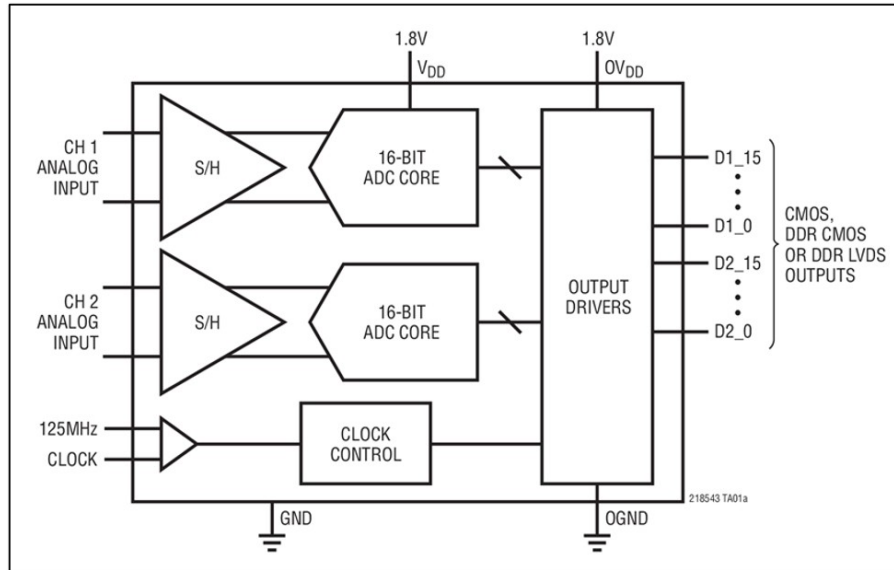 1.8V
1.8V
VDD
OVDD
CH 1
ANALOG
INPUT
S/H
16-BIT
ADC CORE
D1_15
D1_0
CH 2
ANALOG
INPUT
S/H
16-BIT
ADC CORE
OUTPUT
DRIVERS
D2_15
D2_0
CMOS,
DDR CMOS
OR DDR LVDS
OUTPUTS
125MHz
CLOCK
CLOCK
CONTROL
GND
OGND
218543 TA01a